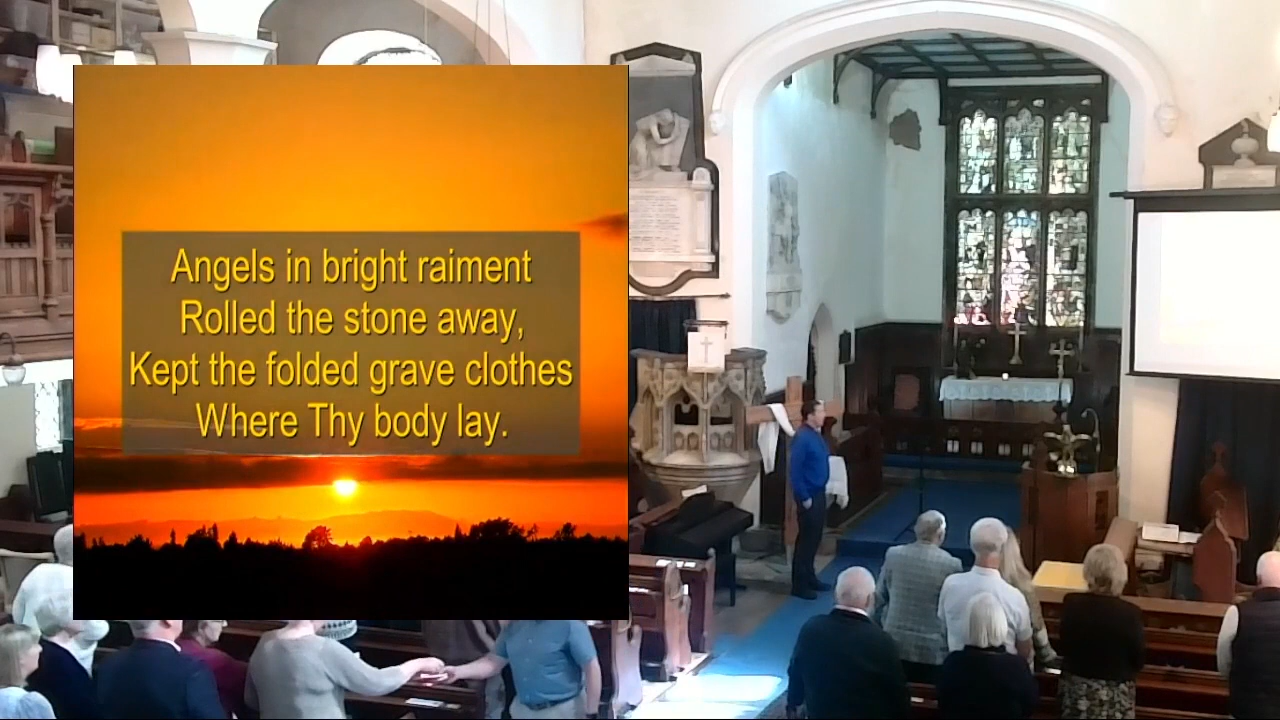 Angels in bright raiment
Rolled the stone away,
Kept the folded grave clothes
Where Thy body lay.